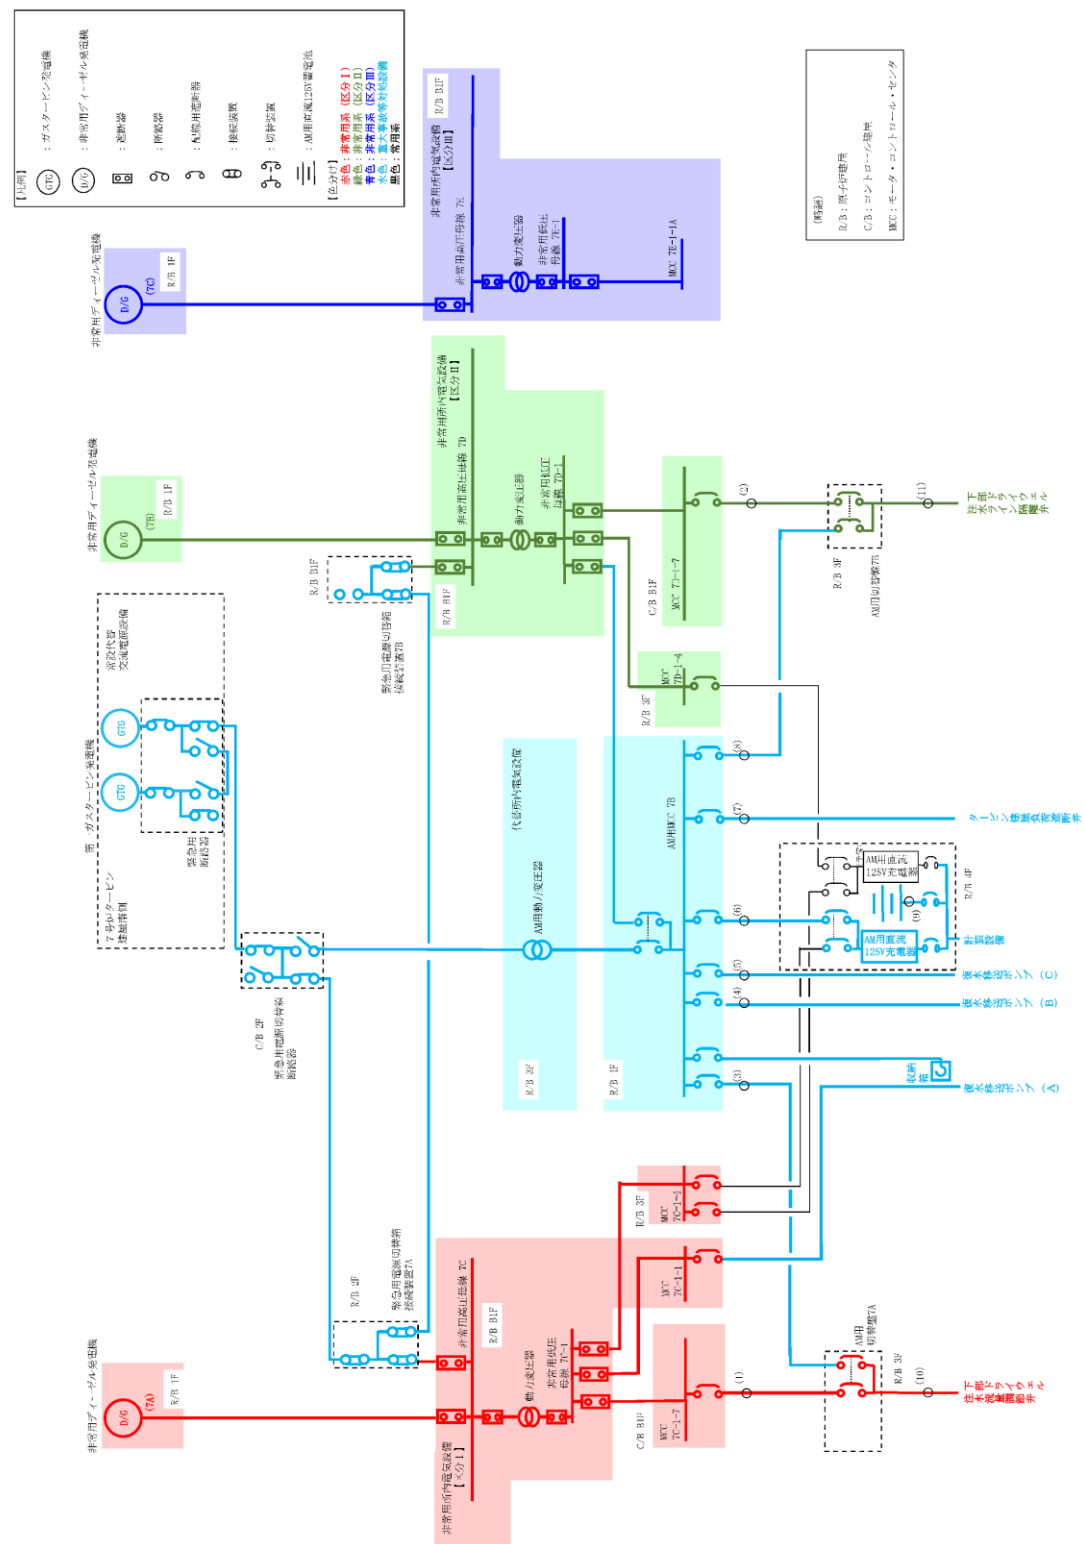 【凡例】
GTG
：ガスタービン発電機
D/G
：非常用ディーゼル発電機
：遮断器
：断路器
：配線用遮断器
：接続装置
：切替装置
：AM用直流125V蓄電池
【色分け】
赤色：非常用系（区分Ⅰ）
緑色：非常用系（区分Ⅱ）
青色：非常用系（区分Ⅲ）
水色：重大事故等対処設備
黒色：常用系
（略語）
R/B：原子炉建屋
C/B：コントロール建屋
MCC：モータ・コントロール・センタ
非常用ディーゼル発電機
D/G
(7A)
R/B 1F
第一ガスタービン発電機
7号炉タービン
建屋南側
緊急用
断路器
GTG
GTG
常設代替
交流電源設備
非常用ディーゼル発電機
D/G
(7B)
R/B 1F
非常用ディーゼル発電機
D/G
(7C)
R/B 1F
C/B 2F
緊急用電源切替箱
断路器
R/B 2F
緊急用電源切替箱
接続装置7A
R/B B1F
緊急用電源切替箱
接続装置7B
非常用所内電気設備
【区分Ⅰ】
非常用高圧母線 7C
R/B B1F
動力変圧器
非常用低圧
母線 7C-1
C/B B1F
MCC
7C-1-7
MCC
7C-1-1
R/B 3F
MCC
7C-1-1
代替所内電気設備
R/B 3F
AM用動力変圧器
R/B 4F
AM用MCC 7B
非常用所内電気設備
【区分Ⅱ】
R/B B1F
非常用高圧母線 7D
動力変圧器
非常用低圧
母線 7D-1
R/B 3F
MCC
7D-1-4
C/B B1F
MCC 7D-1-7
非常用所内電気設備
【区分Ⅲ】
R/B B1F
非常用高圧母線 7E
動力変圧器
非常用低圧
母線 7E-1
MCC 7E-1-1A
(1)
(3)
(4)
(5)
(6)
(7)
(8)
(2)
AM用
切替盤7A
R/B 3F
(10)
R/B 3F
AM用切替盤7B
(11)
AM用直流
125V充電器
(9)
AM用直流
125V充電器
R/B 4F
収納
箱
下部ドライウェル
注水流量調節弁
復水移送ポンプ（A）
復水移送ポンプ（B）
復水移送ポンプ（C）
計装設備
タービン建屋負荷遮断弁
下部ドライウェル
注水ライン隔離弁